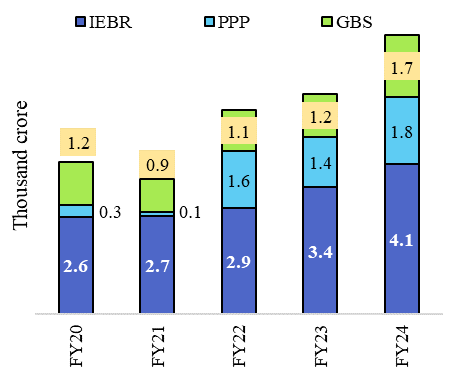 IEBR PPP GBS
Thousand crore
1.2 0.9 1.1 1.2 1.7
0.3 0.1 1.6 1.4 1.8
2.6 2.7 2.9 3.4 4.1
FY20 FY21 FY22 FY23 FY24